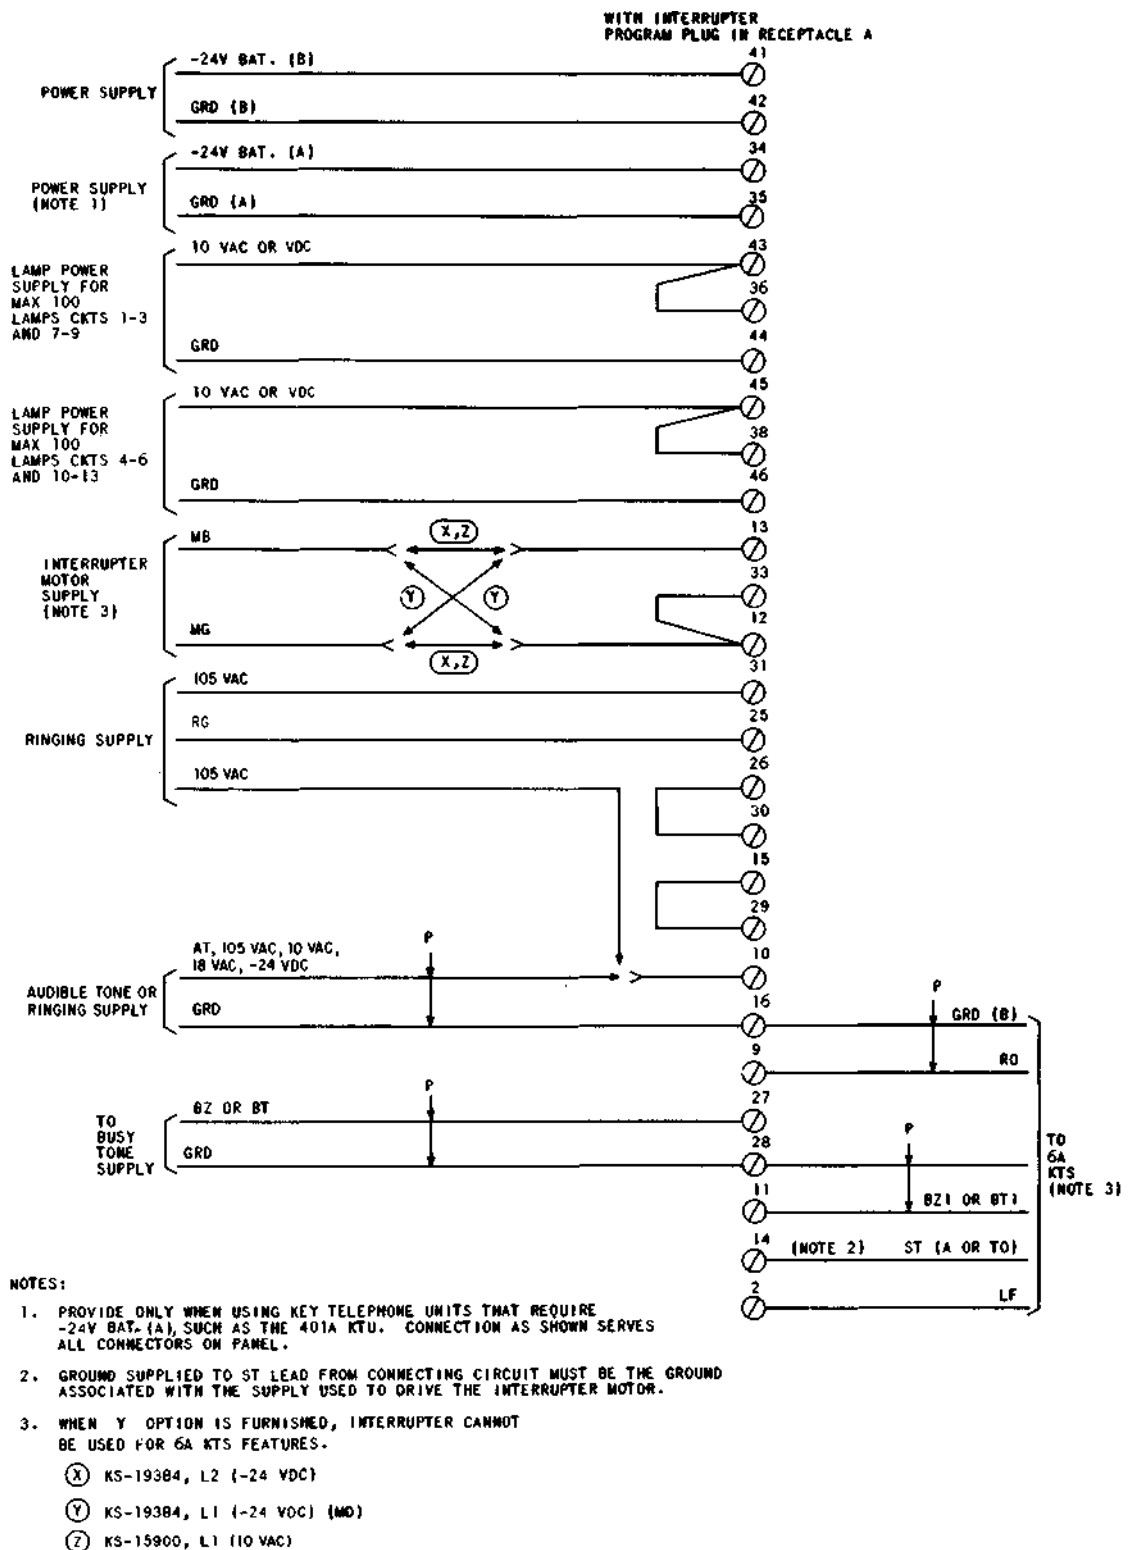 WITH INTERRUPTER
PROGRAM PLUG IN RECEPTACLE A
POWER SUPPLY
-24V BAT. (B)
41
GRD (B)
42
POWER SUPPLY
(NOTE 1)
-24V BAT. (A)
34
GRD (A)
35
LAMP POWER
SUPPLY FOR
MAX 100
LAMPS CKTS 1-3
AND 7-9
10 VAC OR VDC
43
36
GRD
44
LAMP POWER
SUPPLY FOR
MAX 100
LAMPS CKTS 4-6
AND 10-13
10 VAC OR VDC
45
38
GRD
46
INTERRUPTER
MOTOR
SUPPLY
(NOTE 3)
MB
X,Z
13
33
Y
Y
12
MG
X,Z
31
RINGING SUPPLY
105 VAC
RG
25
105 VAC
26
30
15
29
AUDIBLE TONE OR
RINGING SUPPLY
AT, 105 VAC, 10 VAC,
18 VAC, -24 VDC
P
10
GRD
16
P
GRD (B)
9
RO
TO
BUSY
TONE
SUPPLY
BZ OR BT
P
27
GRD
28
P
11
BZ1 OR BT1
14
(NOTE 2) ST (A OR TO)
2
LF
TO
6A
KTS
(NOTE 3)
NOTES:
1. PROVIDE ONLY WHEN USING KEY TELEPHONE UNITS THAT REQUIRE
-24V BAT. (A), SUCH AS THE 401A KTU. CONNECTION AS SHOWN SERVES
ALL CONNECTORS ON PANEL.
2. GROUND SUPPLIED TO ST LEAD FROM CONNECTING CIRCUIT MUST BE THE GROUND
ASSOCIATED WITH THE SUPPLY USED TO DRIVE THE INTERRUPTER MOTOR.
3. WHEN Y OPTION IS FURNISHED, INTERRUPTER CANNOT
BE USED FOR 6A KTS FEATURES.
X KS-19384, L2 (-24 VDC)
Y KS-19384, L1 (-24 VDC) (MD)
Z KS-15900, L1 (10 VAC)